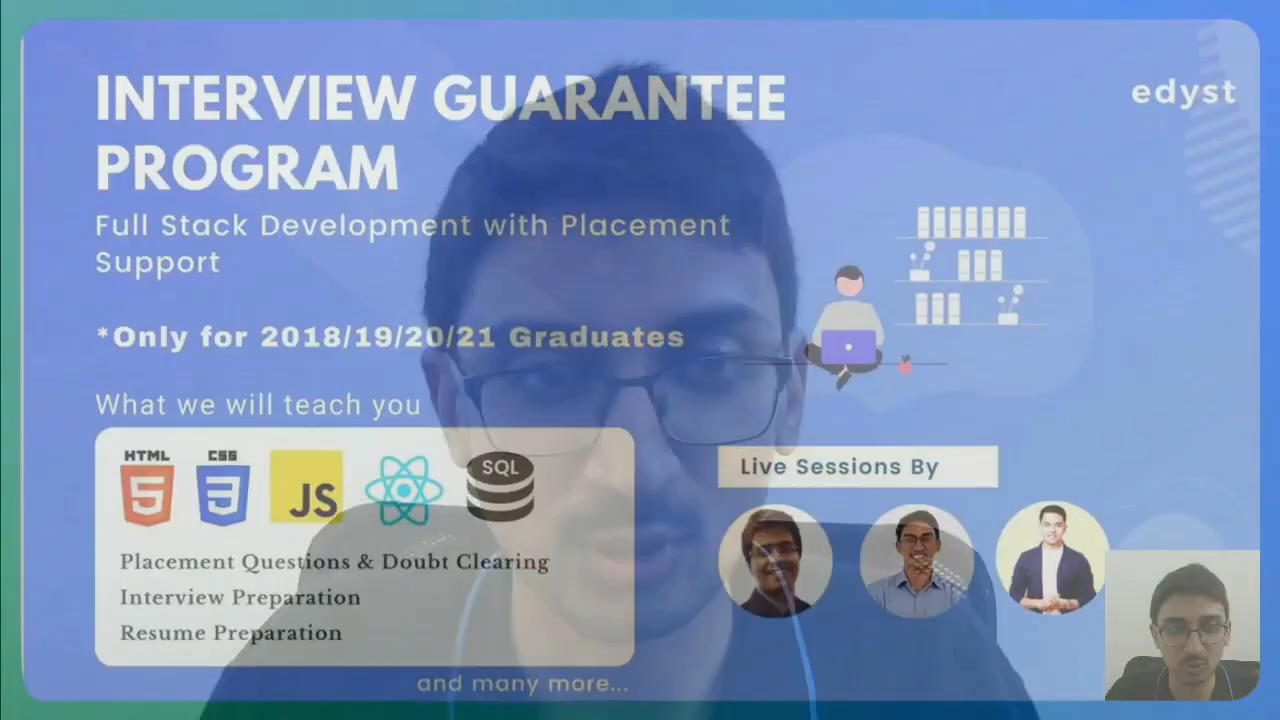 INTERVIEW GUARANTEE
PROGRAM
edyst
Full Stack Development with Placement
Support
*Only for 2018/19/20/21 Graduates
What we will teach you
HTML
5
CSS
3
JS
SQL
Placement Questions & Doubt Clearing
Interview Preparation
Resume Preparation
and many more...
Live Sessions By